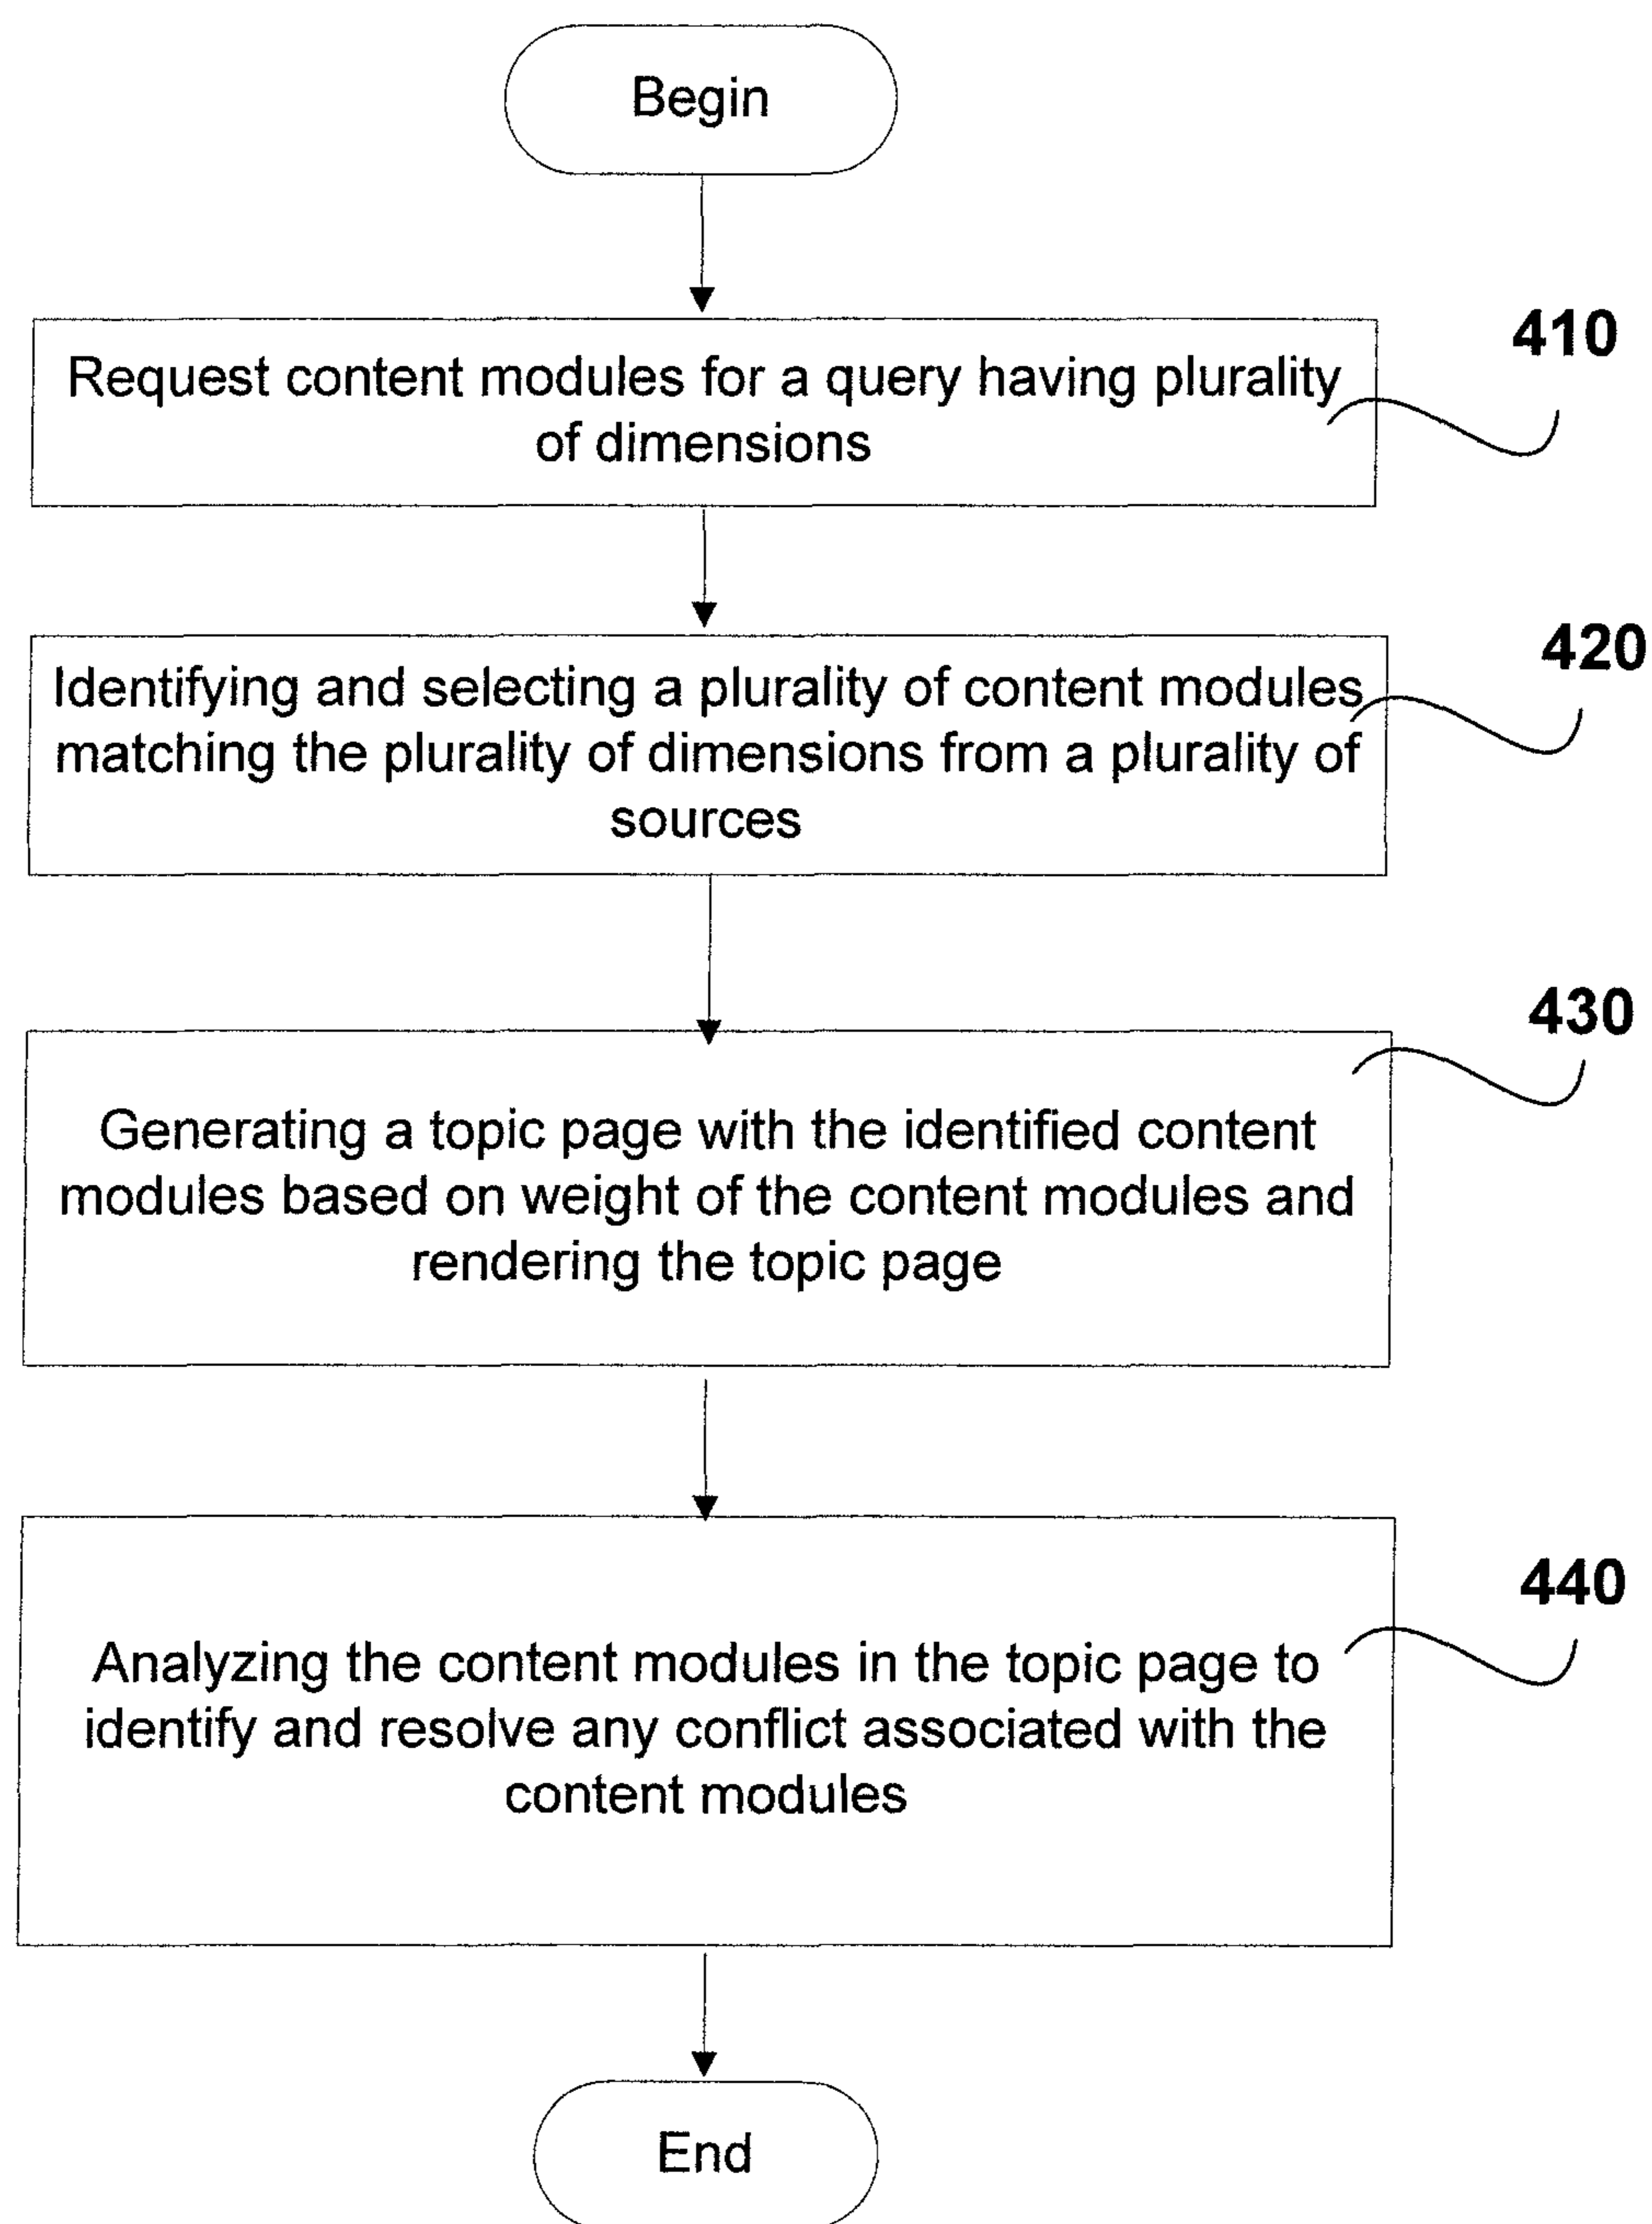 Begin
410
Request content modules for a query having plurality
of dimensions
420
Identifying and selecting a plurality of content modules
matching the plurality of dimensions from a plurality of
sources
430
Generating a topic page with the identified content
modules based on weight of the content modules and
rendering the topic page
440
Analyzing the content modules in the topic page to
identify and resolve any conflict associated with the
content modules
End